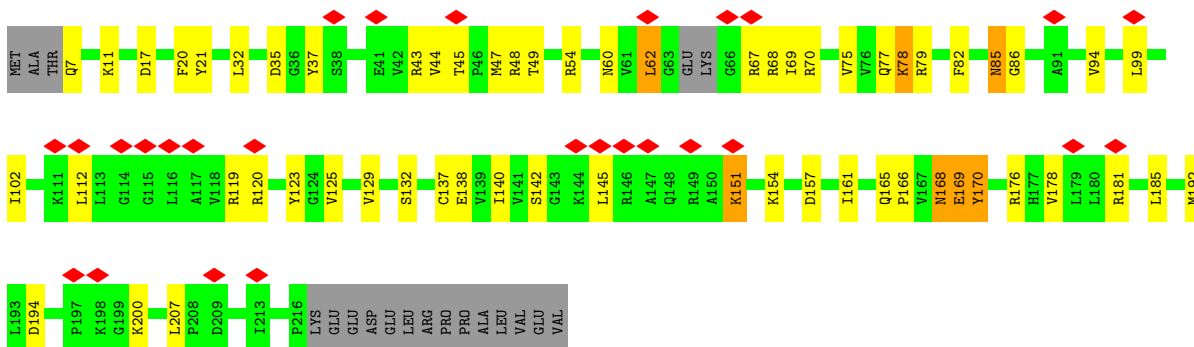 MET ALA THR Q7 K11 D17 F20 Y21 L32 D35 G36 Y37 S38 E41 V42 R43 V44 T45 P46 M47 R48 T49 R54 N60 V61 L62 G63 GLU LYS G66 R67 R68 I69 R70 V75 V76 Q77 K78 R79 F82 N85 G86 A91 V94 L99
I102 K111 L112 L113 G114 G115 L116 A117 V118 R119 R120 Y123 G124 V125 V129 S132 C137 E138 V139 I140 V141 S142 G143 K144 L145 R146 A147 Q148 R149 A150 K151 K154 D157 I161 Q165 P166 V167 N168 E169 Y170 R176 H177 V178 L179 L180 R181 L185 M192
L193 D194 P197 K198 G199 K200 L207 P208 D209 I213 P216 LYS GLU GLU ASP GLU LEU ARG PRO PRO ALA LEU VAL GLU VAL